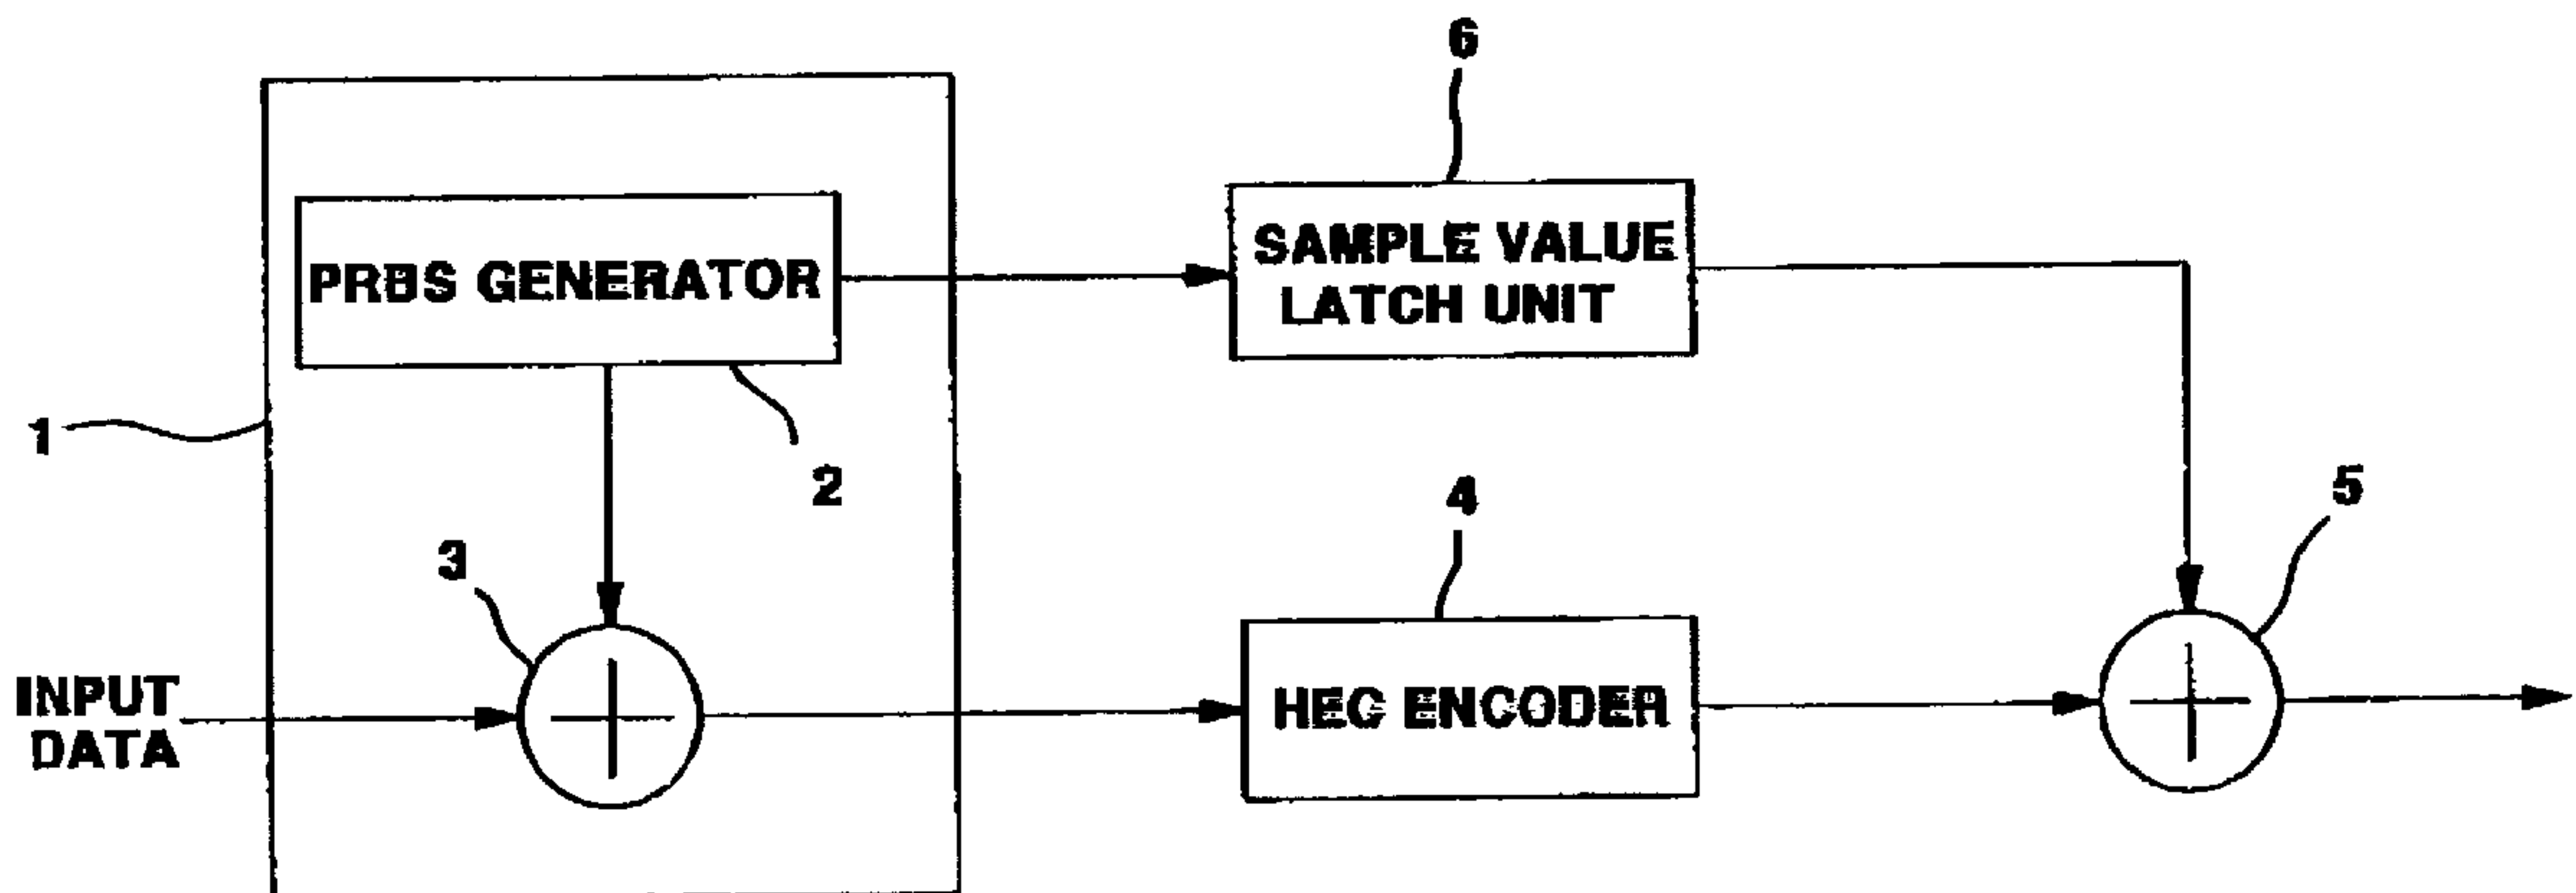 6
PRBS GENERATOR
SAMPLE VALUE
LATCH UNIT
1
2
4
5
3
INPUT
DATA
HEC ENCODER